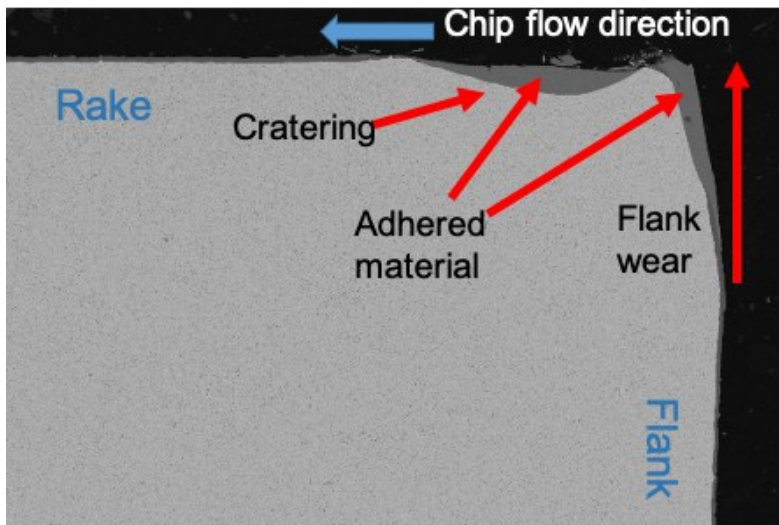 Chip flow direction
Rake
Cratering
Adhered
material
Flank
wear
Flank